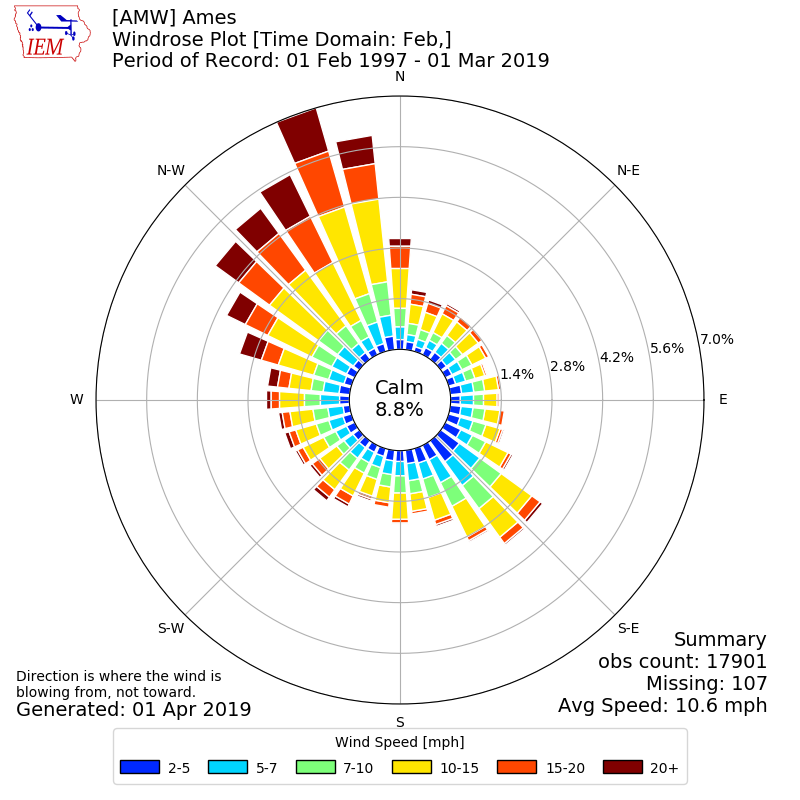 IEM
[AMW] Ames
Windrose Plot [Time Domain: Feb,]
Period of Record: 01 Feb 1997 - 01 Mar 2019
N
N-W
N-E
7.0%
5.6%
4.2%
2.8%
1.4%
Calm
8.8%
W
E
S-W
S-E
S
Summary
obs count: 17901
Missing: 107
Avg Speed: 10.6 mph
Direction is where the wind is
blowing from, not toward.
Generated: 01 Apr 2019
Wind Speed [mph]
2-5 5-7 7-10 10-15 15-20 20+